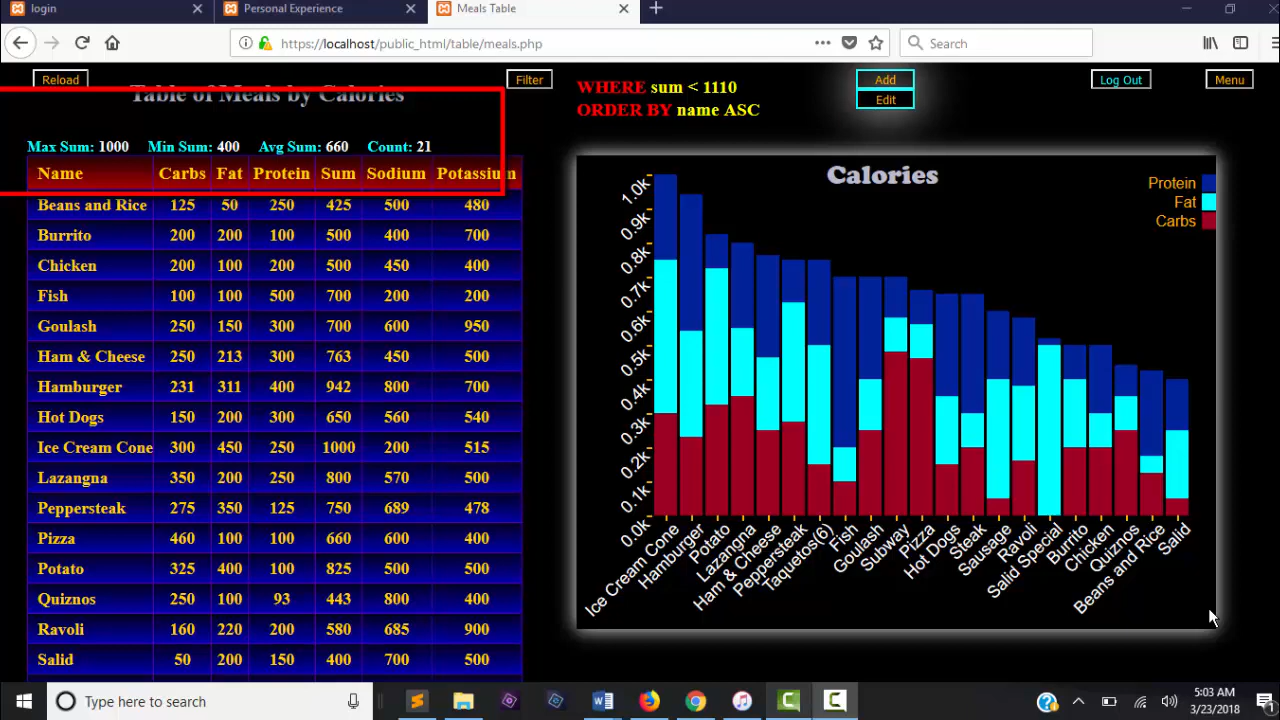 login
Personal Experience
Meals Table
https://localhost/public_html/table/meals.php
Search
Reload
Table of Meals by Calories
Filter
WHERE sum < 1110
ORDER BY name ASC
Add
Edit
Log Out
Menu
Max Sum: 1000 Min Sum: 400 Avg Sum: 660 Count: 21
Name Carbs Fat Protein Sum Sodium Potassium
Beans and Rice 125 50 250 425 500 480
Burrito 200 200 100 500 400 700
Chicken 200 100 200 500 450 400
Fish 100 100 500 700 200 200
Goulash 250 150 300 700 600 950
Ham & Cheese 250 213 300 763 450 500
Hamburger 231 311 400 942 800 700
Hot Dogs 150 200 300 650 560 540
Ice Cream Cone 300 450 250 1000 200 515
Lazangna 350 200 250 800 570 500
Peppersteak 275 350 125 750 689 478
Pizza 460 100 100 660 600 400
Potato 325 400 100 825 500 500
Quiznos 250 100 93 443 800 400
Ravoli 160 220 200 580 685 900
Salid 50 200 150 400 700 500
Calories
Protein
Fat
Carbs
1.0k
0.9k
0.8k
0.7k
0.6k
0.5k
0.4k
0.3k
0.2k
0.1k
0.0k
Ice Cream Cone
Hamburger
Potato
Lazangna
Ham & Cheese
Peppersteak
Taquetos(6)
Fish
Goulash
Subway
Pizza
Hot Dogs
Steak
Sausage
Ravoli
Salid Special
Burrito
Chicken
Quiznos
Beans and Rice
Salid
Type here to search
5:03 AM
3/23/2018